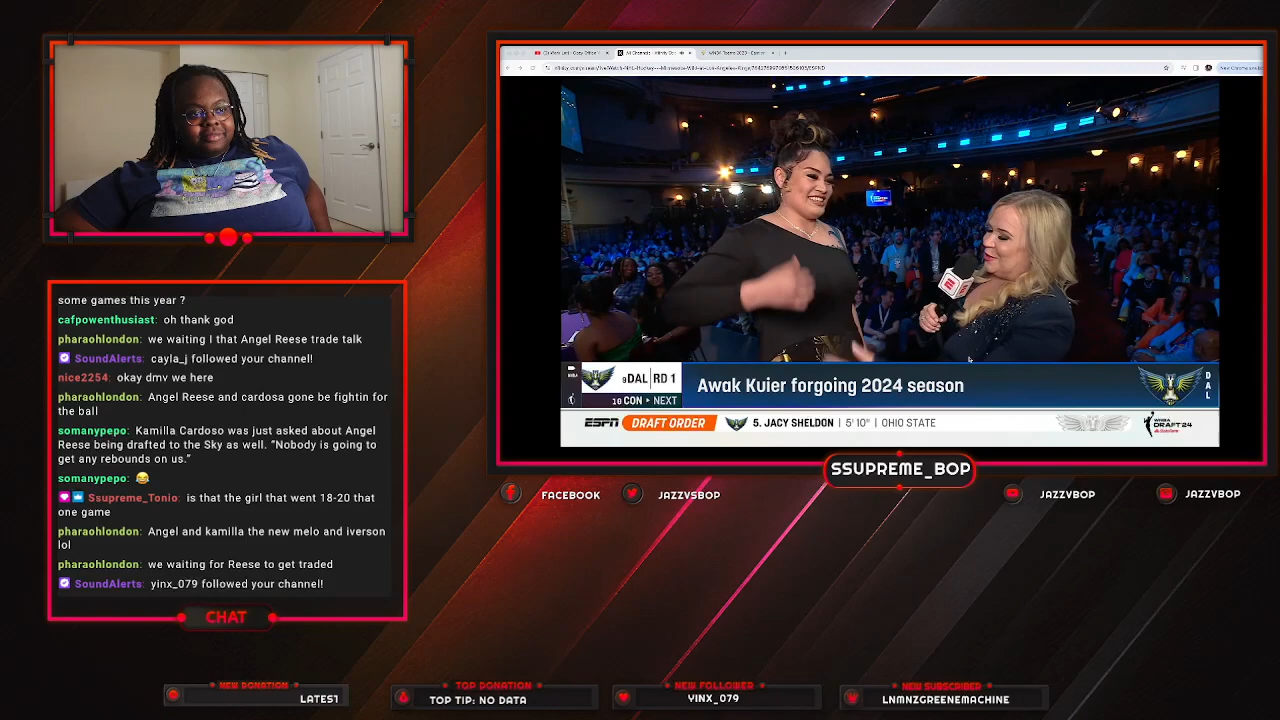 some games this year ?
cafpowenthusiast: oh thank god
pharaohlondon: we waiting I that Angel Reese trade talk
SoundAlerts: cayla_j followed your channel!
nice2254: okay dmv we here
pharaohlondon: Angel Reese and cardosa gone be fightin for
the ball
somanypepo: Kamilla Cardoso was just asked about Angel
Reese being drafted to the Sky as well. “Nobody is going to
get any rebounds on us.”
somanypepo: 😂
Ssupreme_Tonio: is that the girl that went 18-20 that
one game
pharaohlondon: Angel and kamilla the new melo and iverson
lol
pharaohlondon: we waiting for Reese to get traded
SoundAlerts: yinx_079 followed your channel!
CHAT
9 DAL RD 1
10 CON ▸ NEXT
Awak Kuier forgoing 2024 season
DAL
ESPN DRAFT ORDER 5. JACY SHELDON | 5' 10" | OHIO STATE
WNBA DRAFT'24
SSUPREME_BOP
FACEBOOK
JAZZVSBOP
JAZZVBOP
JAZZVBOP
NEW DONATION
LATEST
TOP DONATION
TOP TIP: NO DATA
NEW FOLLOWER
YINX_079
NEW SUBSCRIBER
LNMNZGREENEMACHINE